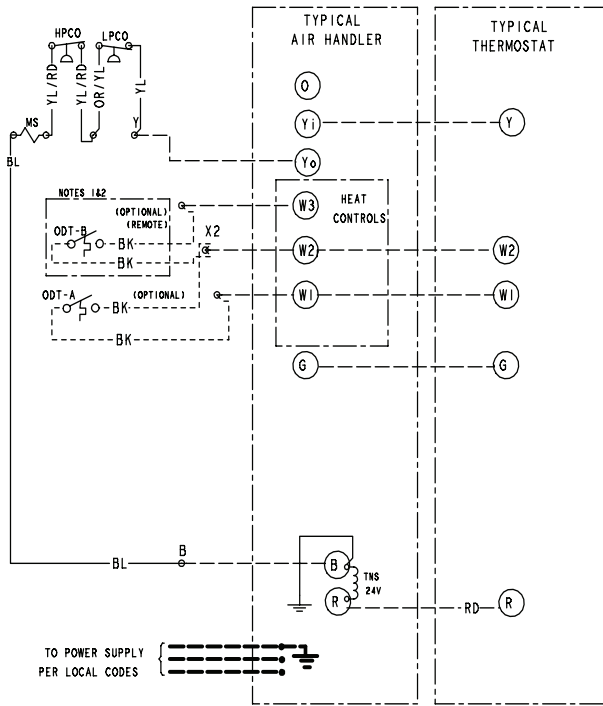 HPCO
LPCO
YL/RD
YL/RD
OR/YL
YL
MS
Y
BL
TYPICAL
AIR HANDLER
TYPICAL
THERMOSTAT
O
Yi
Y
Yo
NOTES 1&2
(OPTIONAL)
(REMOTE)
ODT-B
BK
BK
X2
W3
HEAT
CONTROLS
W2
W2
ODT-A
(OPTIONAL)
BK
BK
W1
W1
G
G
BL
B
B
TNS
24V
R
RD
R
TO POWER SUPPLY
PER LOCAL CODES